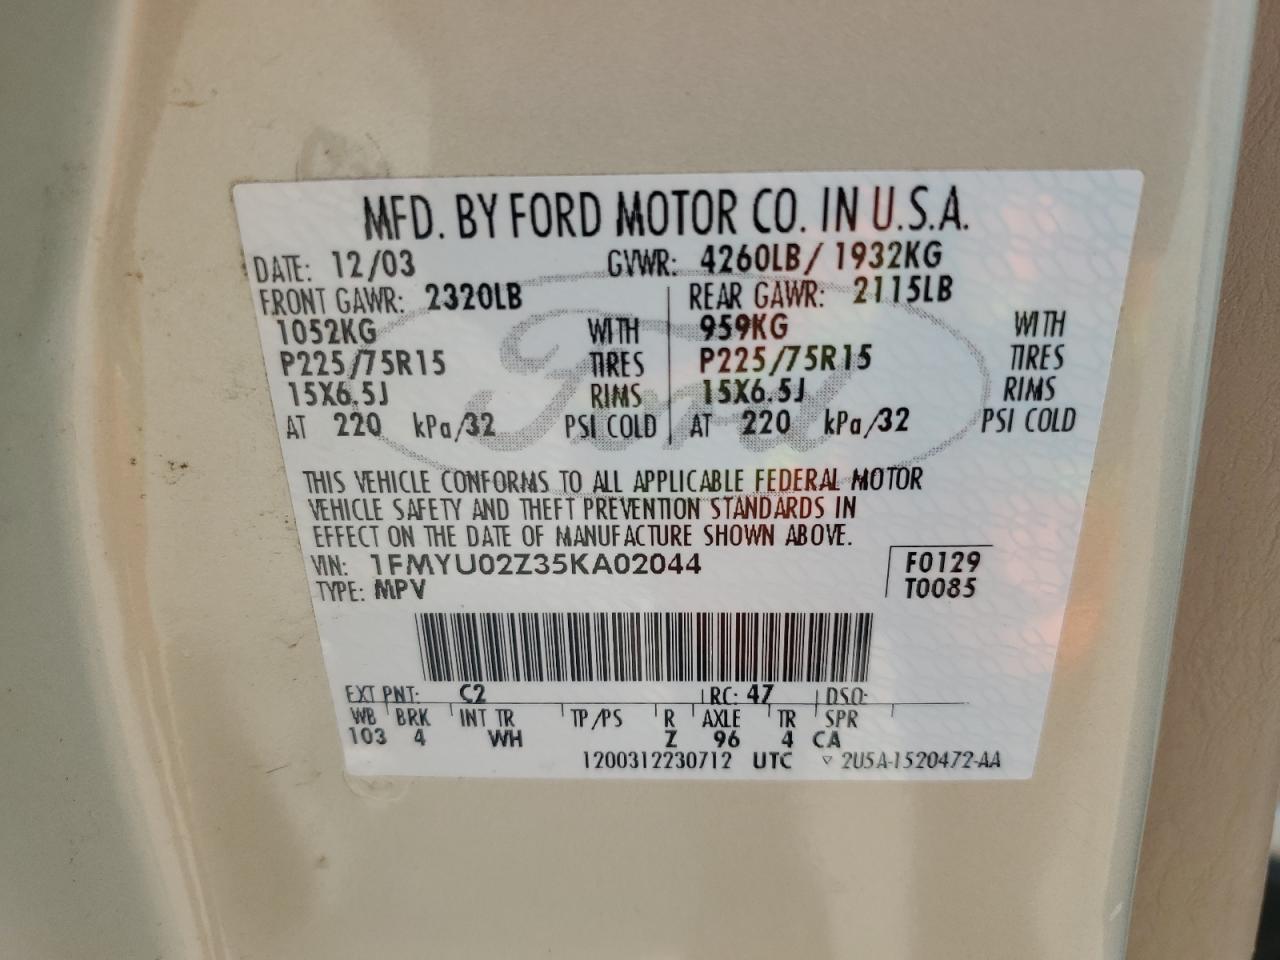 MFD. BY FORD MOTOR CO. IN U.S.A.
DATE: 12/03 GVWR: 4260LB/ 1932KG
FRONT GAWR: 2320LB REAR GAWR: 2115LB
1052KG WITH 959KG WITH
P225/75R15 TIRES P225/75R15 TIRES
15X6.5J RIMS 15X6.5J RIMS
AT 220 kPa/32 PSI COLD AT 220 kPa/32 PSI COLD
Ford
THIS VEHICLE CONFORMS TO ALL APPLICABLE FEDERAL MOTOR
VEHICLE SAFETY AND THEFT PREVENTION STANDARDS IN
EFFECT ON THE DATE OF MANUFACTURE SHOWN ABOVE.
VIN: 1FMYU02Z35KA02044 F0129
TYPE: MPV T0085
EXT PNT: C2 RC: 47 DSO:
WB BRK INT TR TP/PS R AXLE TR SPR
103 4 WH Z 96 4 CA
1200312230712 UTC ▽ 2U5A-1520472-AA